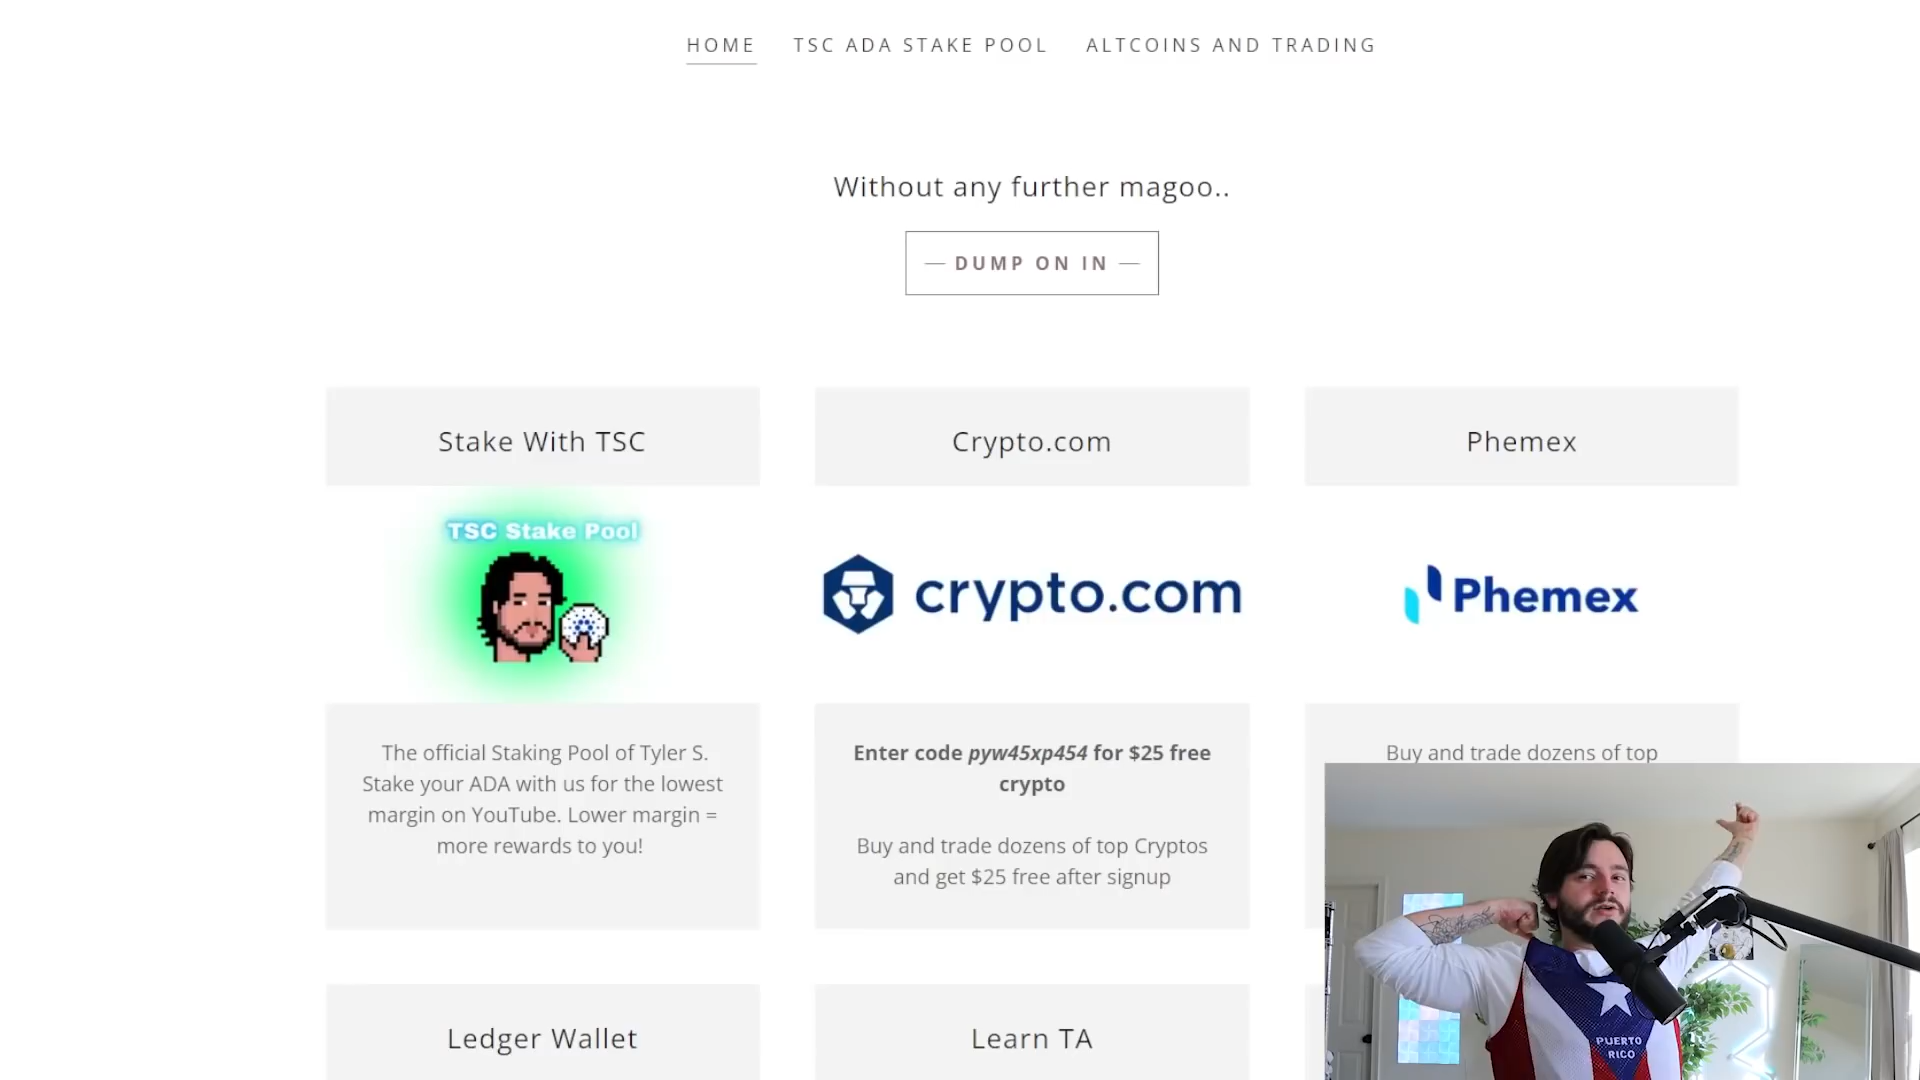 HOME TSC ADA STAKE POOL ALTCOINS AND TRADING
Without any further magoo..
— DUMP ON IN —
Stake With TSC
Crypto.com
Phemex
TSC Stake Pool
crypto.com
Phemex
The official Staking Pool of Tyler S.
Stake your ADA with us for the lowest
margin on YouTube. Lower margin =
more rewards to you!
Enter code pyw45xp454 for $25 free
crypto
Buy and trade dozens of top Cryptos
and get $25 free after signup
Buy and trade dozens of top
Ledger Wallet
Learn TA
PUERTO
RICO